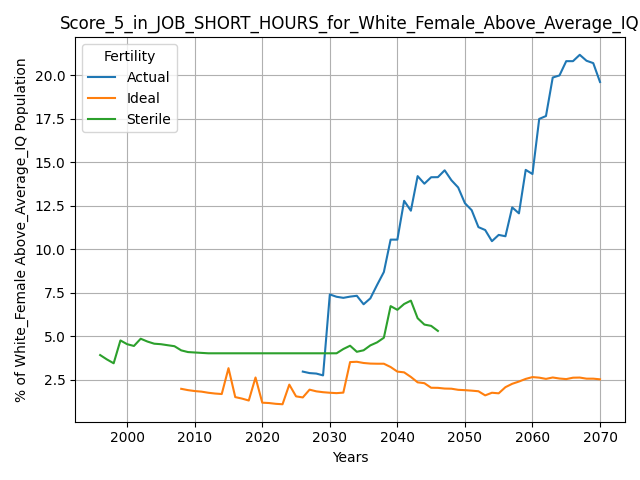 Score_5_in_JOB_SHORT_HOURS_for_White_Female_Above_Average_IQ
% of White_Female Above_Average_IQ Population
Fertility
Actual
Ideal
Sterile
20.0
17.5
15.0
12.5
10.0
7.5
5.0
2.5
2000 2010 2020 2030 2040 2050 2060 2070
Years